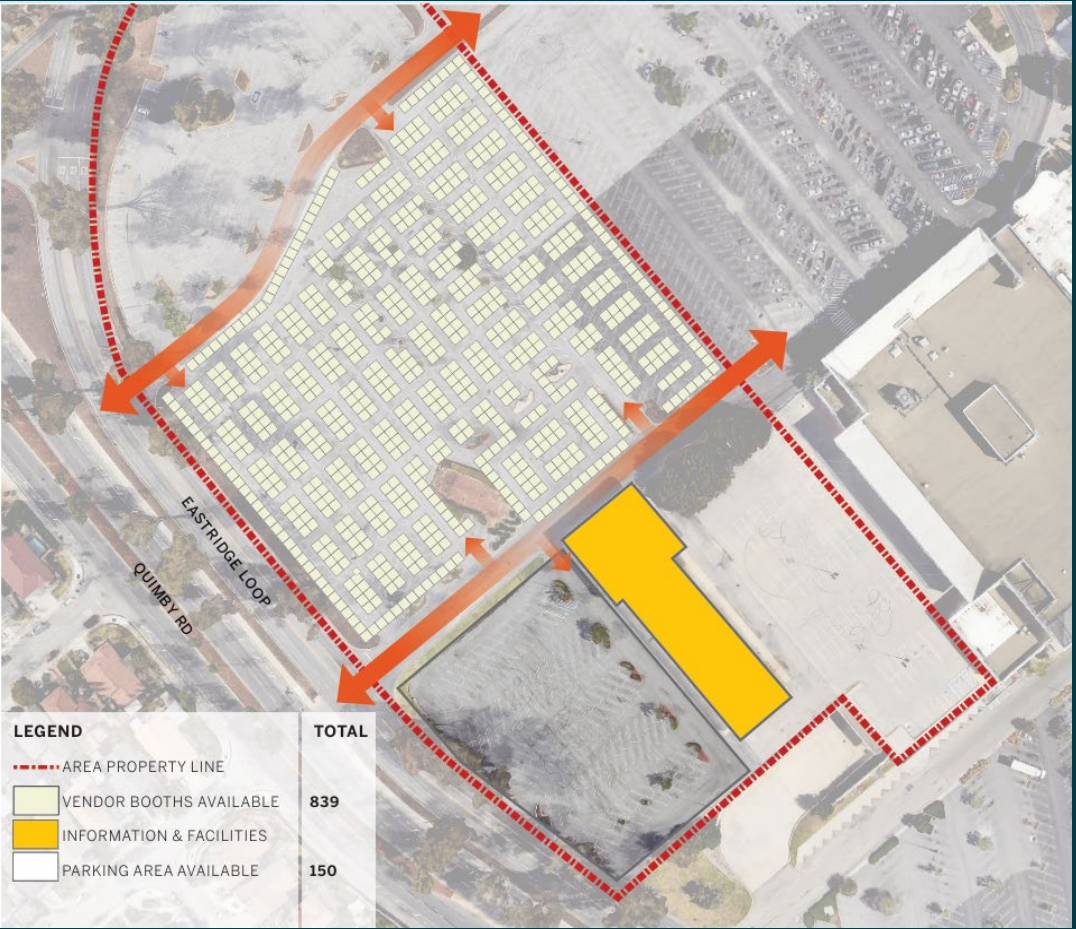 EASTRIDGE LOOP
QUIMBY RD
LEGEND TOTAL
AREA PROPERTY LINE
VENDOR BOOTHS AVAILABLE 839
INFORMATION & FACILITIES
PARKING AREA AVAILABLE 150